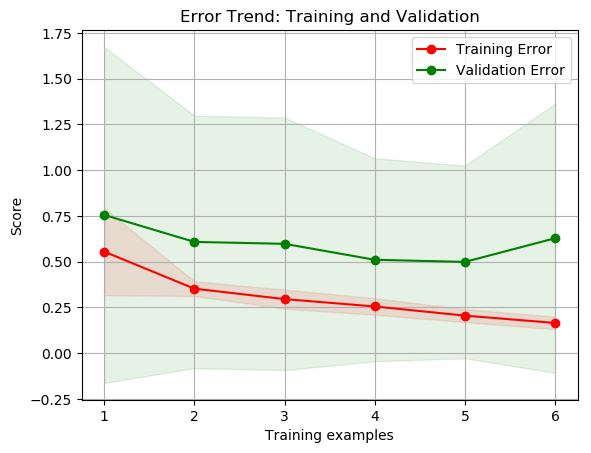 Error Trend: Training and Validation
Training Error
Validation Error
1.75
1.50
1.25
1.00
0.75
0.50
0.25
0.00
−0.25
Score
1 2 3 4 5 6
Training examples